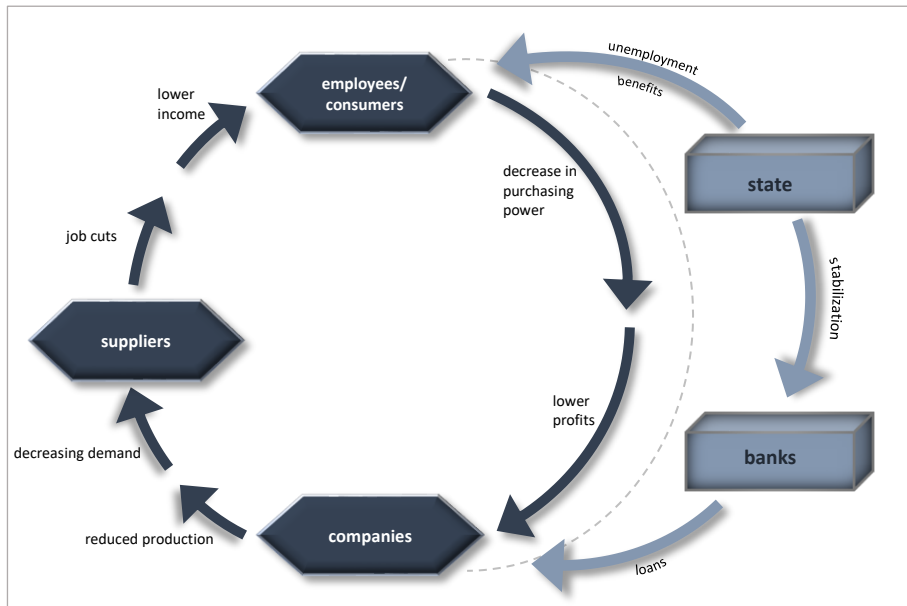 employees/
consumers
unemployment
benefits
state
stabilization
banks
loans
decrease in
purchasing
power
lower
profits
companies
reduced production
decreasing demand
suppliers
job cuts
lower
income